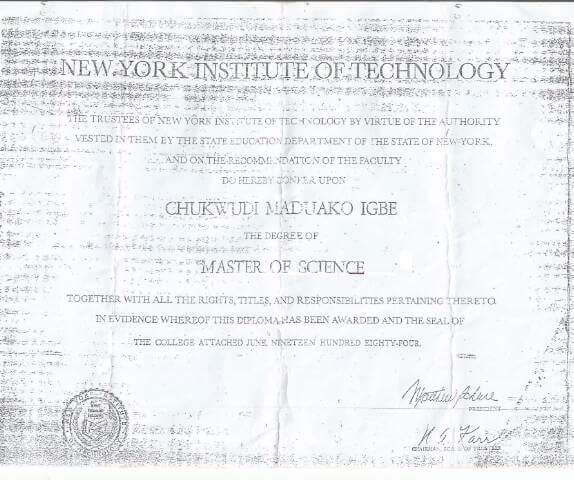 NEW YORK INSTITUTE OF TECHNOLOGY
THE TRUSTEES OF NEW YORK INSTITUTE OF TECHNOLOGY BY VIRTUE OF THE AUTHORITY
VESTED IN THEM BY THE STATE EDUCATION DEPARTMENT OF THE STATE OF NEW YORK,
AND ON THE RECOMMENDATION OF THE FACULTY
DO HEREBY CONFER UPON
CHUKWUDI MADUAKO IGBE
THE DEGREE OF
MASTER OF SCIENCE
TOGETHER WITH ALL THE RIGHTS, TITLES, AND RESPONSIBILITIES PERTAINING THERETO.
IN EVIDENCE WHEREOF THIS DIPLOMA HAS BEEN AWARDED AND THE SEAL OF
THE COLLEGE ATTACHED JUNE, NINETEEN HUNDRED EIGHTY-FOUR.
PRESIDENT
CHAIRMAN, BOARD OF TRUSTEES